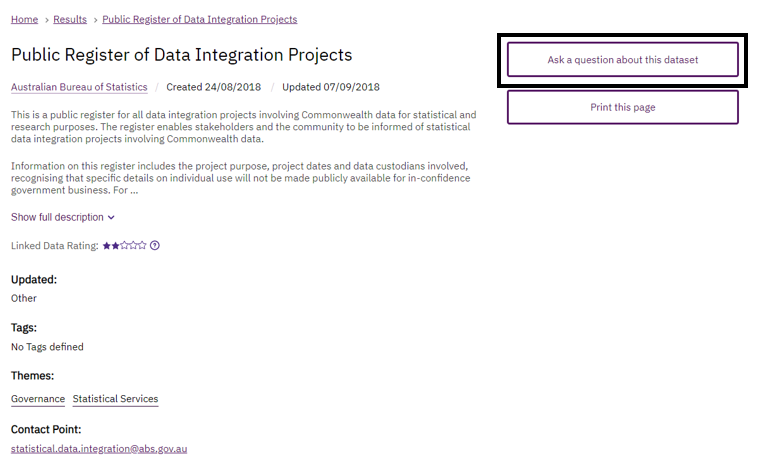 Home > Results > Public Register of Data Integration Projects
Public Register of Data Integration Projects
Ask a question about this dataset
Australian Bureau of Statistics / Created 24/08/2018 / Updated 07/09/2018
Print this page
This is a public register for all data integration projects involving Commonwealth data for statistical and
research purposes. The register enables stakeholders and the community to be informed of statistical
data integration projects involving Commonwealth data.
Information on this register includes the project purpose, project dates and data custodians involved,
recognising that specific details on individual use will not be made publicly available for in-confidence
government business. For ...
Show full description
Linked Data Rating: ★★☆☆☆ ?
Updated:
Other
Tags:
No Tags defined
Themes:
Governance Statistical Services
Contact Point:
statistical.data.integration@abs.gov.au